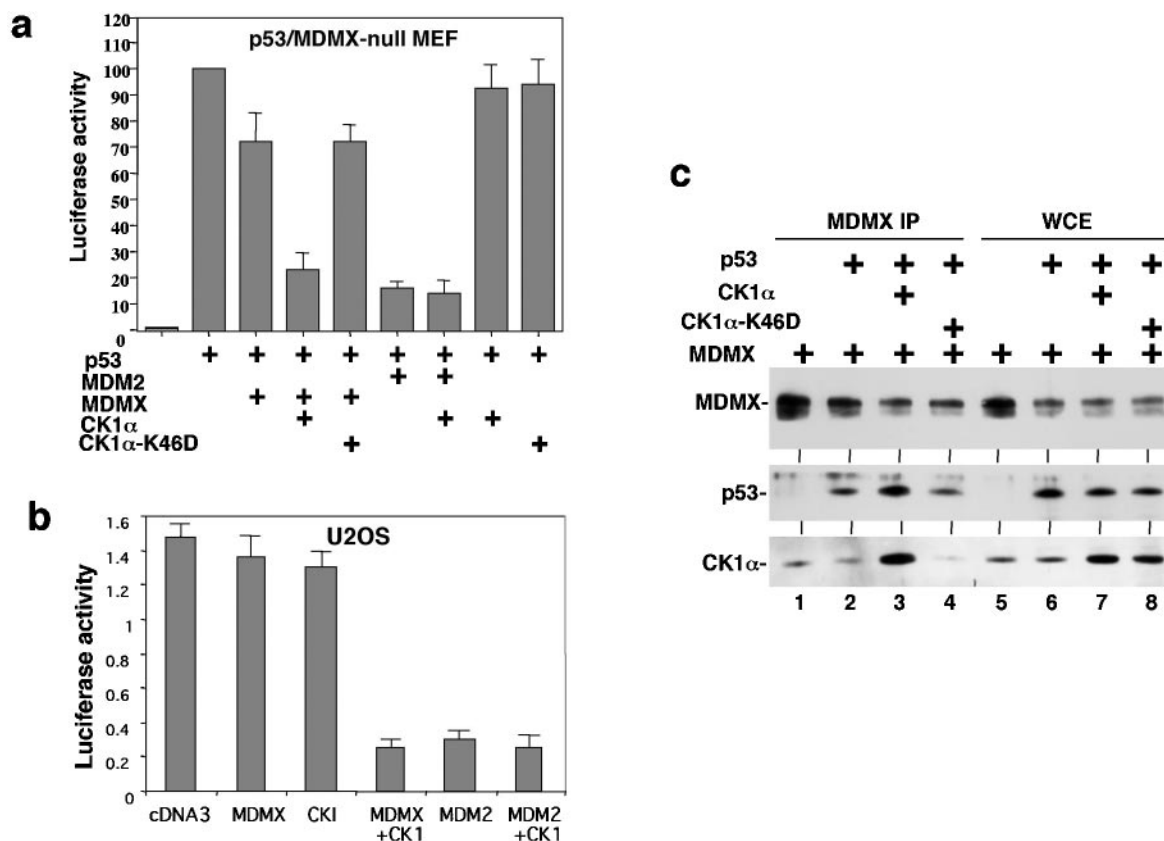 a
p53/MDMX-null MEF
Luciferase activity
120
110
100
90
80
70
60
50
40
30
20
10
0
p53 + + + + + + + +
MDM2 + +
MDMX + + +
CK1α + + +
CK1α-K46D + +
b
U2OS
Luciferase activity
1.6
1.4
1.2
1
0.8
0.6
0.4
0.2
0
cDNA3 MDMX CKI MDMX +CK1 MDM2 MDM2 +CK1
c
MDMX IP WCE
p53 + + + + + +
CK1α + +
CK1α-K46D + +
MDMX + + + + + + + +
MDMX-
p53-
CK1α-
1 2 3 4 5 6 7 8